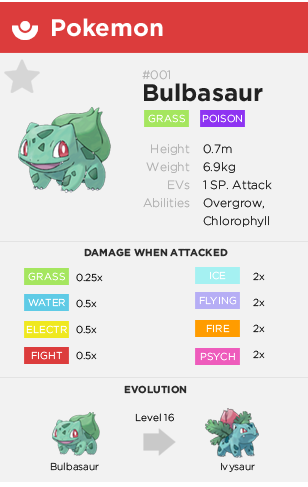 Pokemon
#001
Bulbasaur
GRASS POISON
Height 0.7m
Weight 6.9kg
EVs 1 SP. Attack
Abilities Overgrow,
Chlorophyll
DAMAGE WHEN ATTACKED
GRASS 0.25x ICE 2x
WATER 0.5x FLYING 2x
ELECTR 0.5x FIRE 2x
FIGHT 0.5x PSYCH 2x
EVOLUTION
Level 16
Bulbasaur Ivysaur